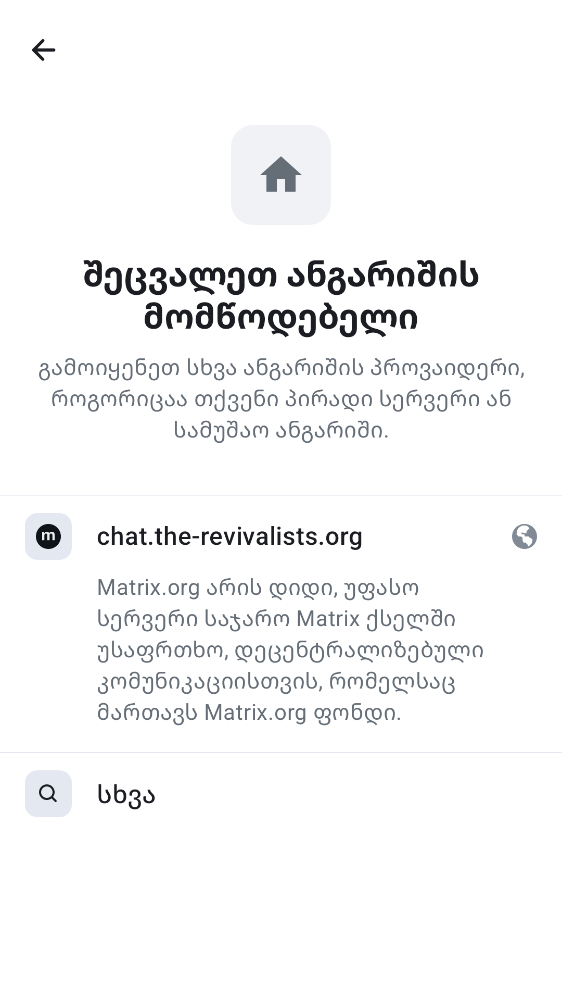 შეცვალეთ ანგარიშის
მომწოდებელი
გამოიყენეთ სხვა ანგარიშის პროვაიდერი,
როგორიცაა თქვენი პირადი სერვერი ან
სამუშაო ანგარიში.
m
chat.the-revivalists.org
Matrix.org არის დიდი, უფასო
სერვერი საჯარო Matrix ქსელში
უსაფრთხო, დეცენტრალიზებული
კომუნიკაციისთვის, რომელსაც
მართავს Matrix.org ფონდი.
სხვა